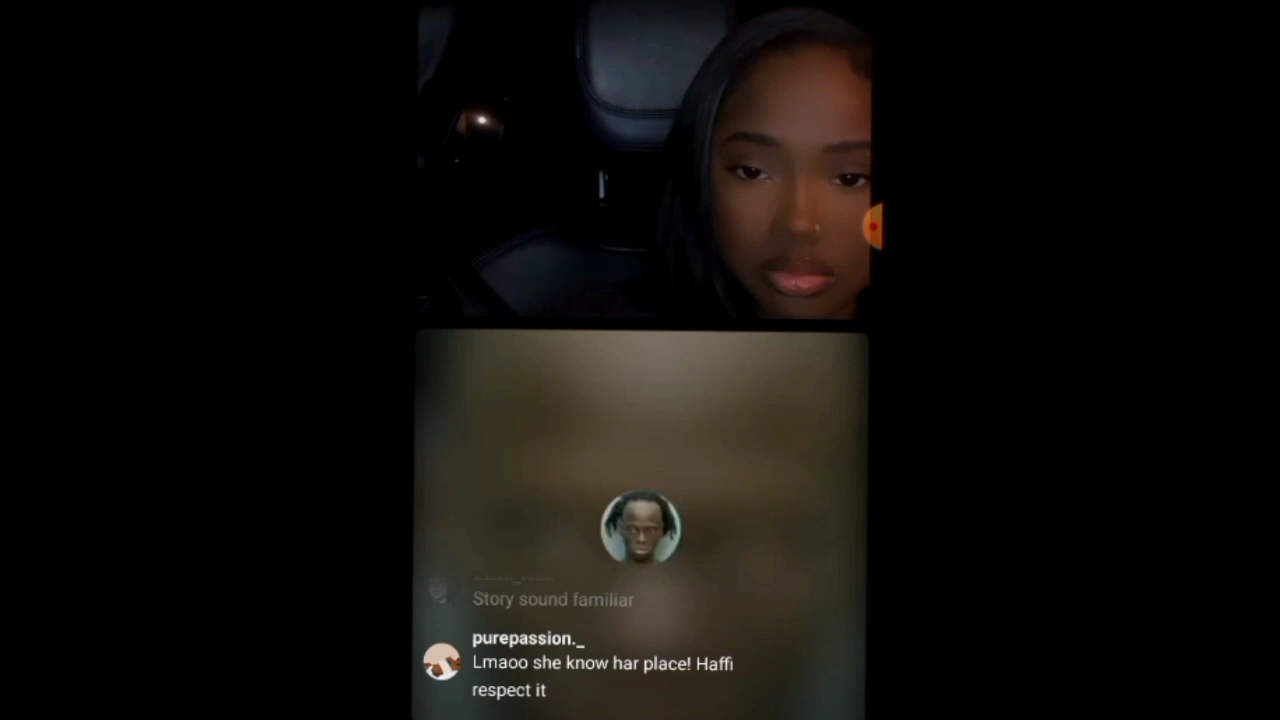 Story sound familiar
purepassion._
Lmaoo she know har place! Haffi
respect it